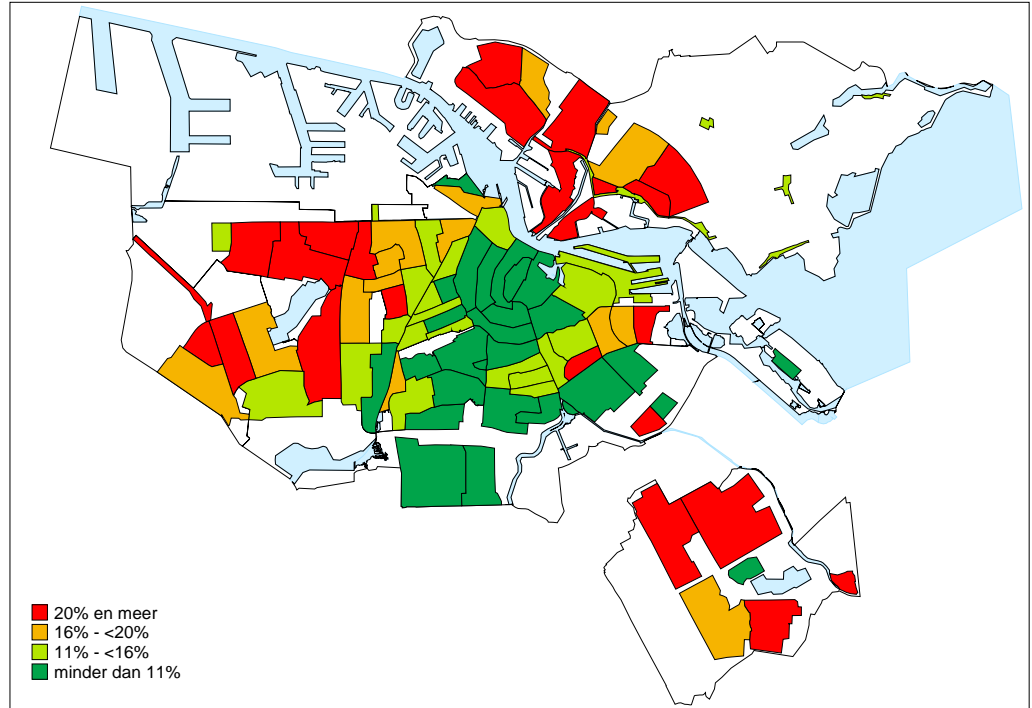 20% en meer
16% - <20%
11% - <16%
minder dan 11%